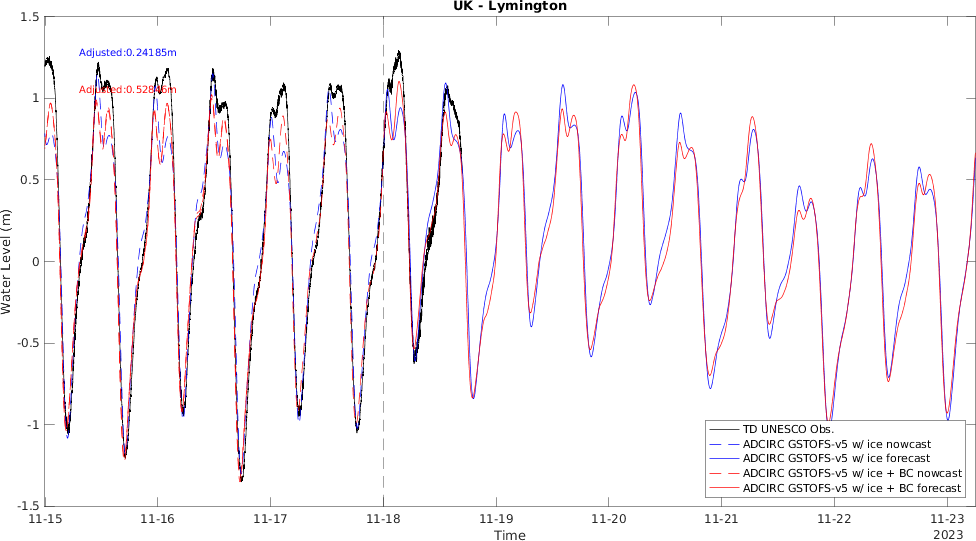 UK - Lymington
1.5
1
0.5
0
-0.5
-1
-1.5
Water Level (m)
Adjusted:0.24185m
Adjusted:0.52846m
TD UNESCO Obs.
ADCIRC GSTOFS-v5 w/ ice nowcast
ADCIRC GSTOFS-v5 w/ ice forecast
ADCIRC GSTOFS-v5 w/ ice + BC nowcast
ADCIRC GSTOFS-v5 w/ ice + BC forecast
11-15 11-16 11-17 11-18 11-19 11-20 11-21 11-22 11-23
Time
2023